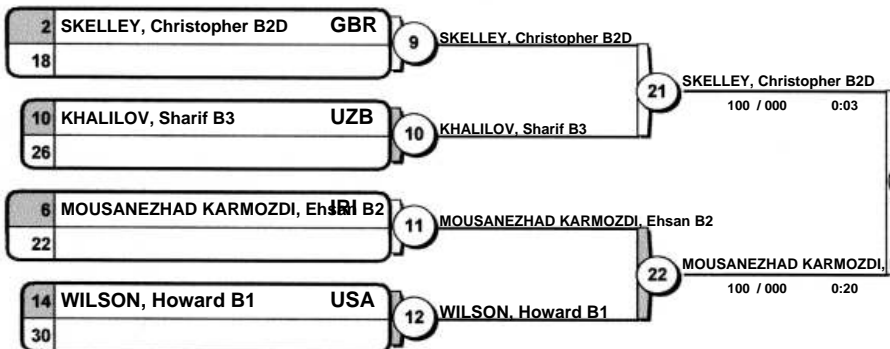 2 SKELLEY, Christopher B2D GBR
18
9
SKELLEY, Christopher B2D
10 KHALILOV, Sharif B3 UZB
26
10
KHALILOV, Sharif B3
21
SKELLEY, Christopher B2D
100 / 000 0:03
6 MOUSANEZHAD KARMOZDI, Ehsan B2 IRI
22
11
MOUSANEZHAD KARMOZDI, Ehsan B2
14 WILSON, Howard B1 USA
30
12
WILSON, Howard B1
22
MOUSANEZHAD KARMOZDI,
100 / 000 0:20